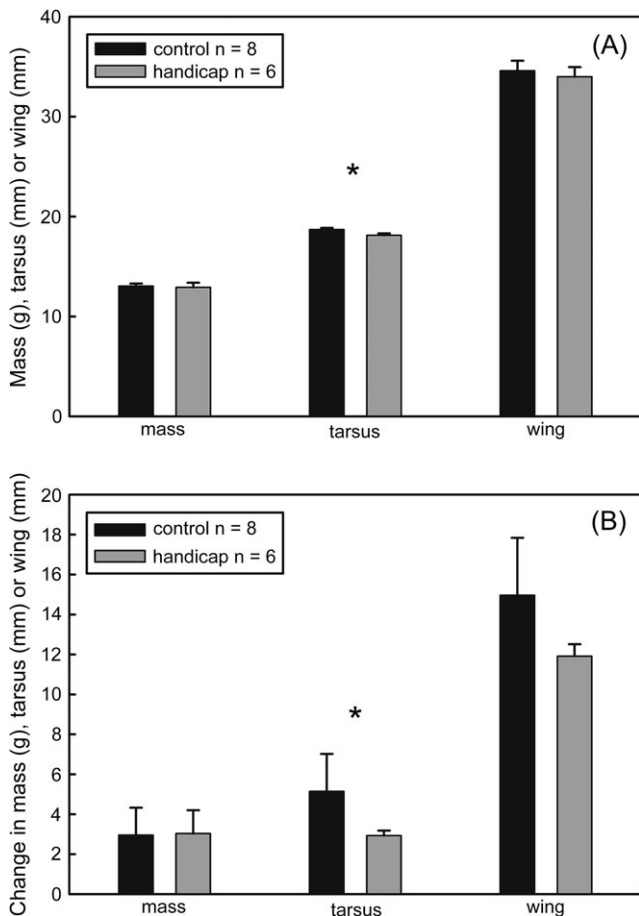 Mass (g), tarsus (mm) or wing (mm)
40
30
20
10
0
control n = 8
handicap n = 6
(A)
*
mass
tarsus
wing
Change in mass (g), tarsus (mm) or wing (mm)
20
18
16
14
12
10
8
6
4
2
0
control n = 8
handicap n = 6
(B)
*
mass
tarsus
wing